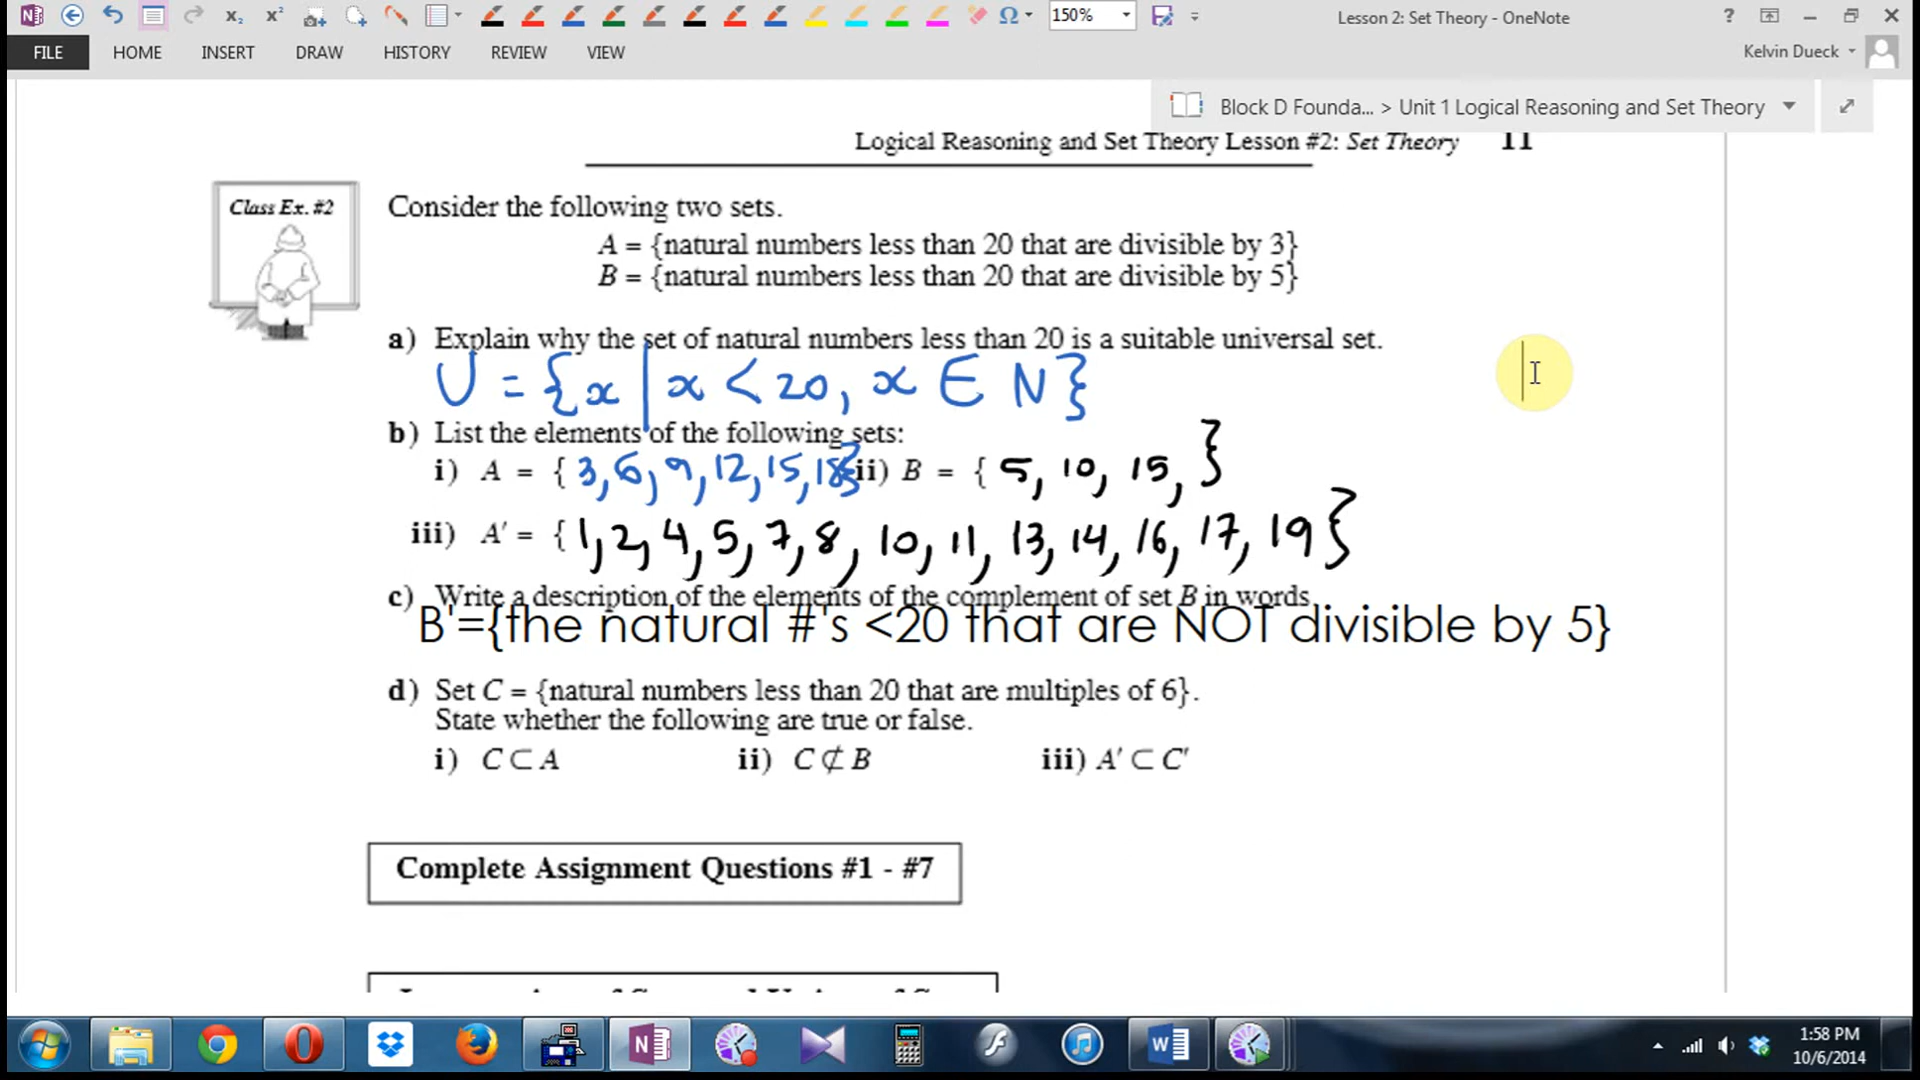 150%
Lesson 2: Set Theory - OneNote
FILE HOME INSERT DRAW HISTORY REVIEW VIEW
Kelvin Dueck
Block D Founda... > Unit 1 Logical Reasoning and Set Theory
Logical Reasoning and Set Theory Lesson #2: Set Theory 11
Class Ex. #2
Consider the following two sets.
A = {natural numbers less than 20 that are divisible by 3}
B = {natural numbers less than 20 that are divisible by 5}
a) Explain why the set of natural numbers less than 20 is a suitable universal set.
U = {x | x < 20, x ∈ N}
b) List the elements of the following sets:
i) A = { 3, 6, 9, 12, 15, 18} ii) B = { 5, 10, 15, }
iii) A' = { 1, 2, 4, 5, 7, 8, 10, 11, 13, 14, 16, 17, 19}
c) Write a description of the elements of the complement of set B in words.
B'={the natural #'s <20 that are NOT divisible by 5}
d) Set C = {natural numbers less than 20 that are multiples of 6}.
State whether the following are true or false.
i) C ⊂ A ii) C ⊄ B iii) A' ⊂ C'
Complete Assignment Questions #1 - #7
1:58 PM
10/6/2014